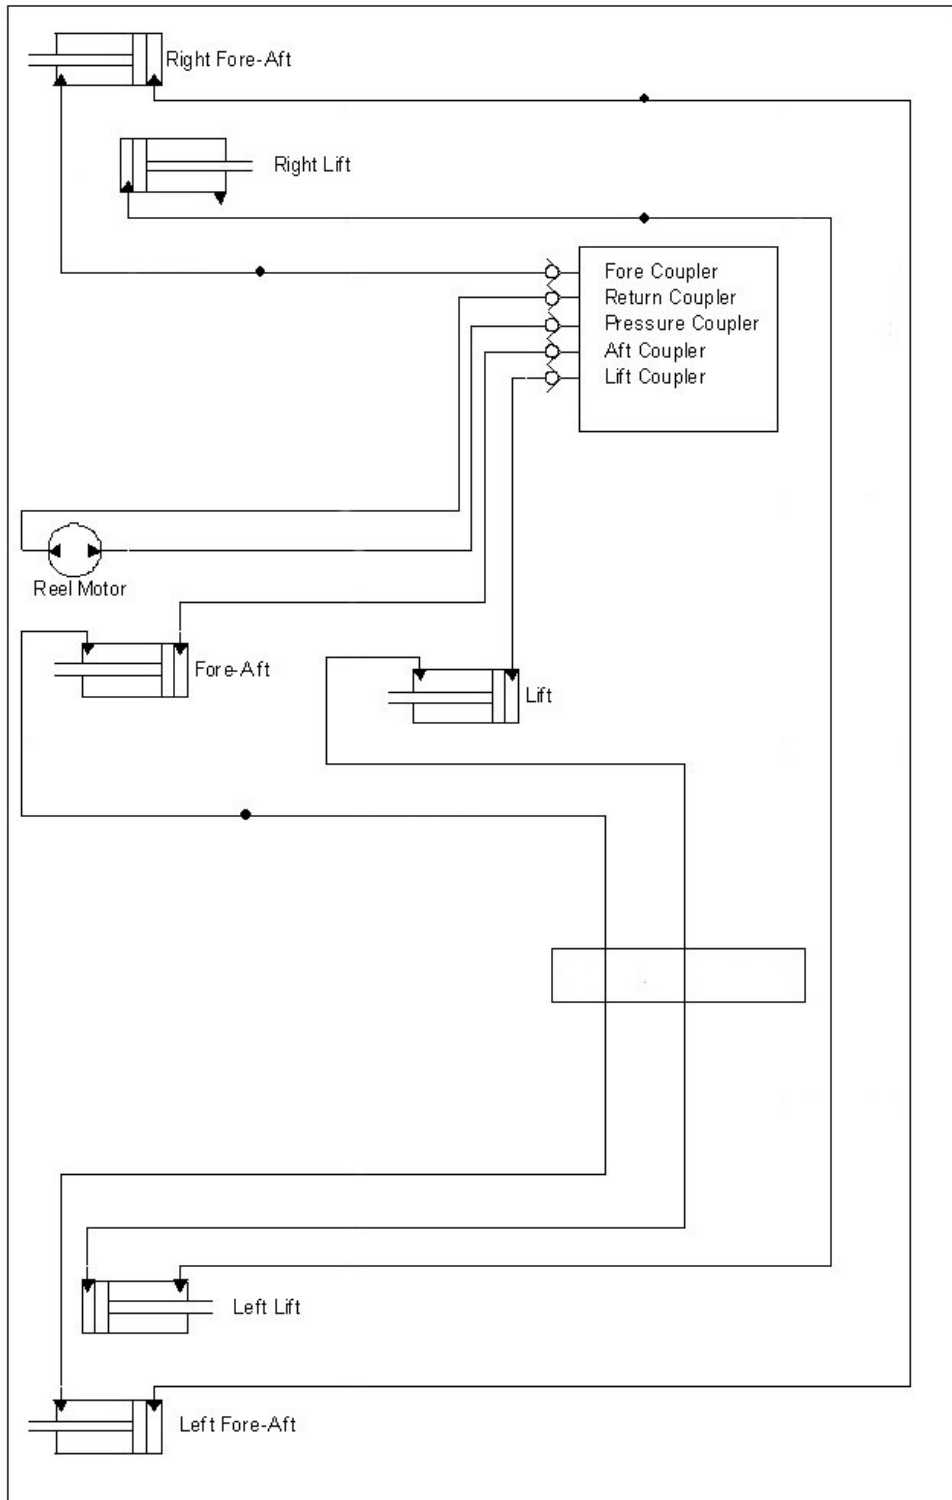 Right Fore-Aft
Right Lift
Fore Coupler
Return Coupler
Pressure Coupler
Aft Coupler
Lift Coupler
Reel Motor
Fore-Aft
Lift
Left Lift
Left Fore-Aft